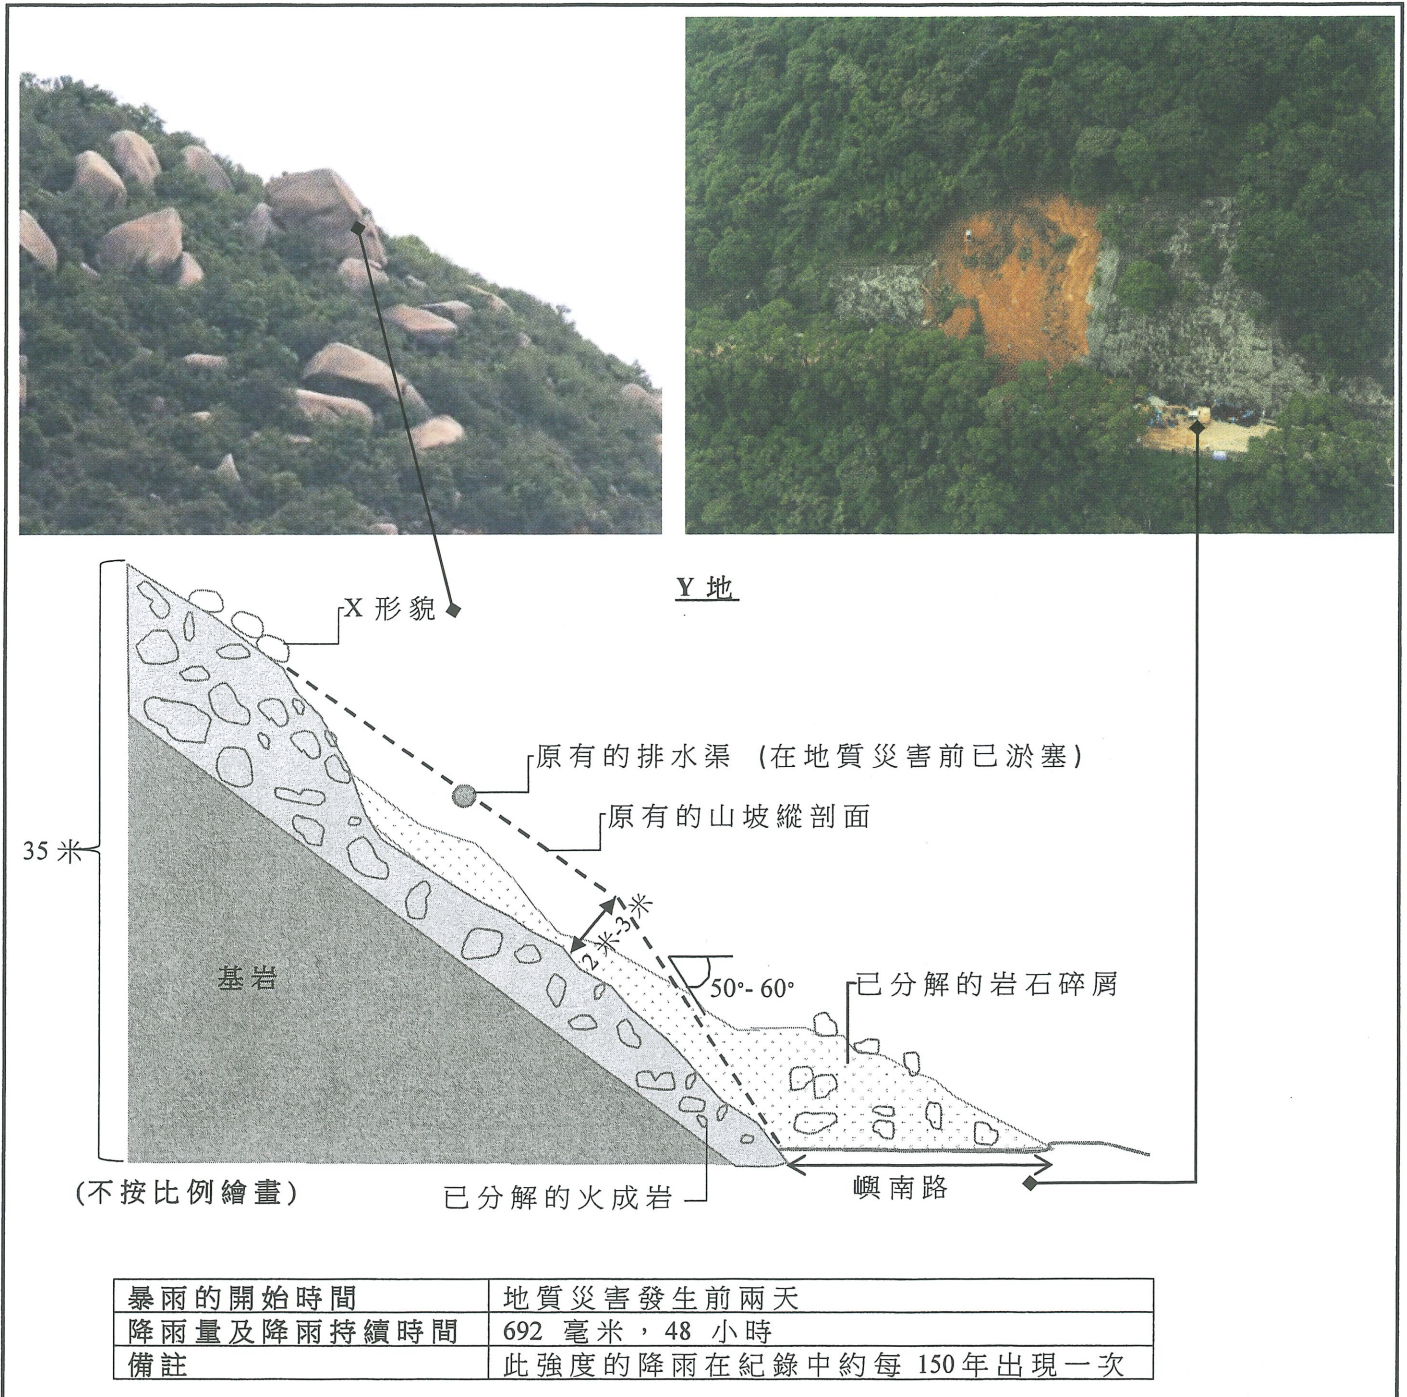 Y 地
X 形貌
原有的排水渠 (在地質災害前已淤塞)
原有的山坡縱剖面
35 米
2 米-3 米
50°- 60°
基岩
已分解的岩石碎屑
(不按比例繪畫)
已分解的火成岩
嶼南路
暴雨的開始時間 地質災害發生前兩天
降雨量及降雨持續時間 692 毫米，48 小時
備註 此強度的降雨在紀錄中約每 150年出現一次